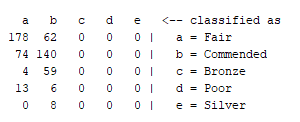 a b c d e <-- classified as
178 62 0 0 0 | a = Fair
74 140 0 0 0 | b = Commended
4 59 0 0 0 | c = Bronze
13 6 0 0 0 | d = Poor
0 8 0 0 0 | e = Silver